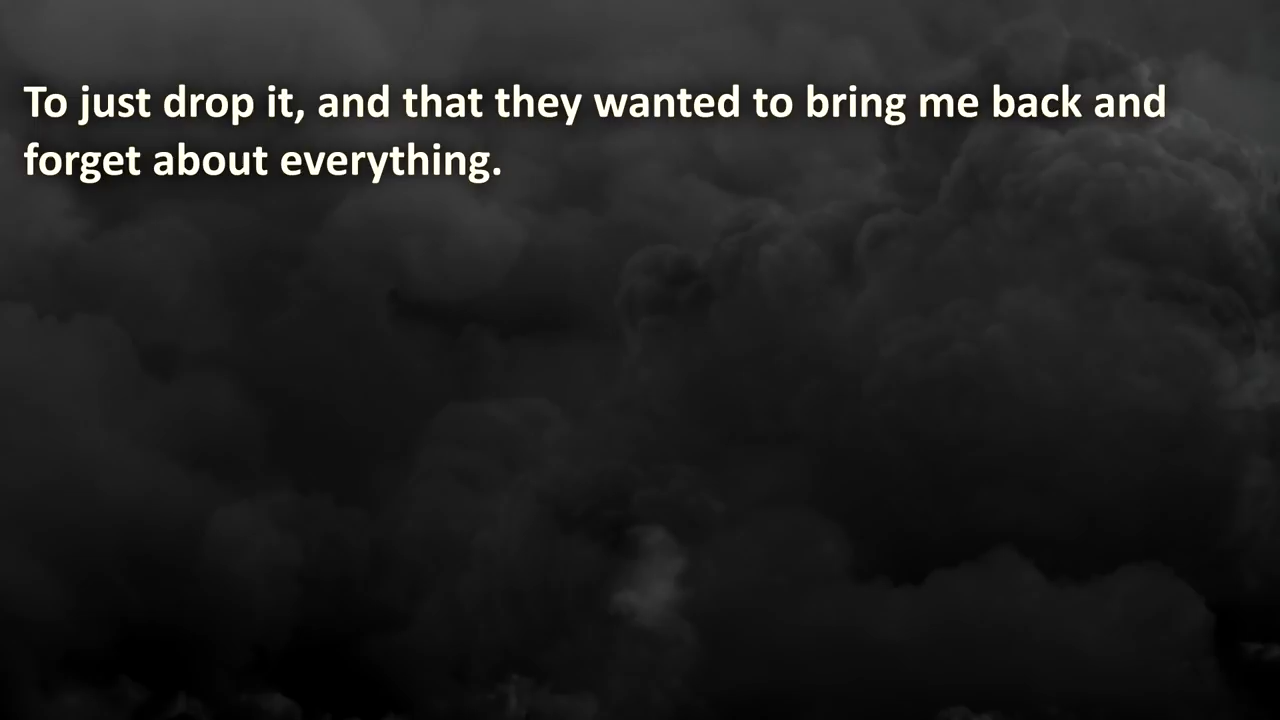 To just drop it, and that they wanted to bring me back and
forget about everything.